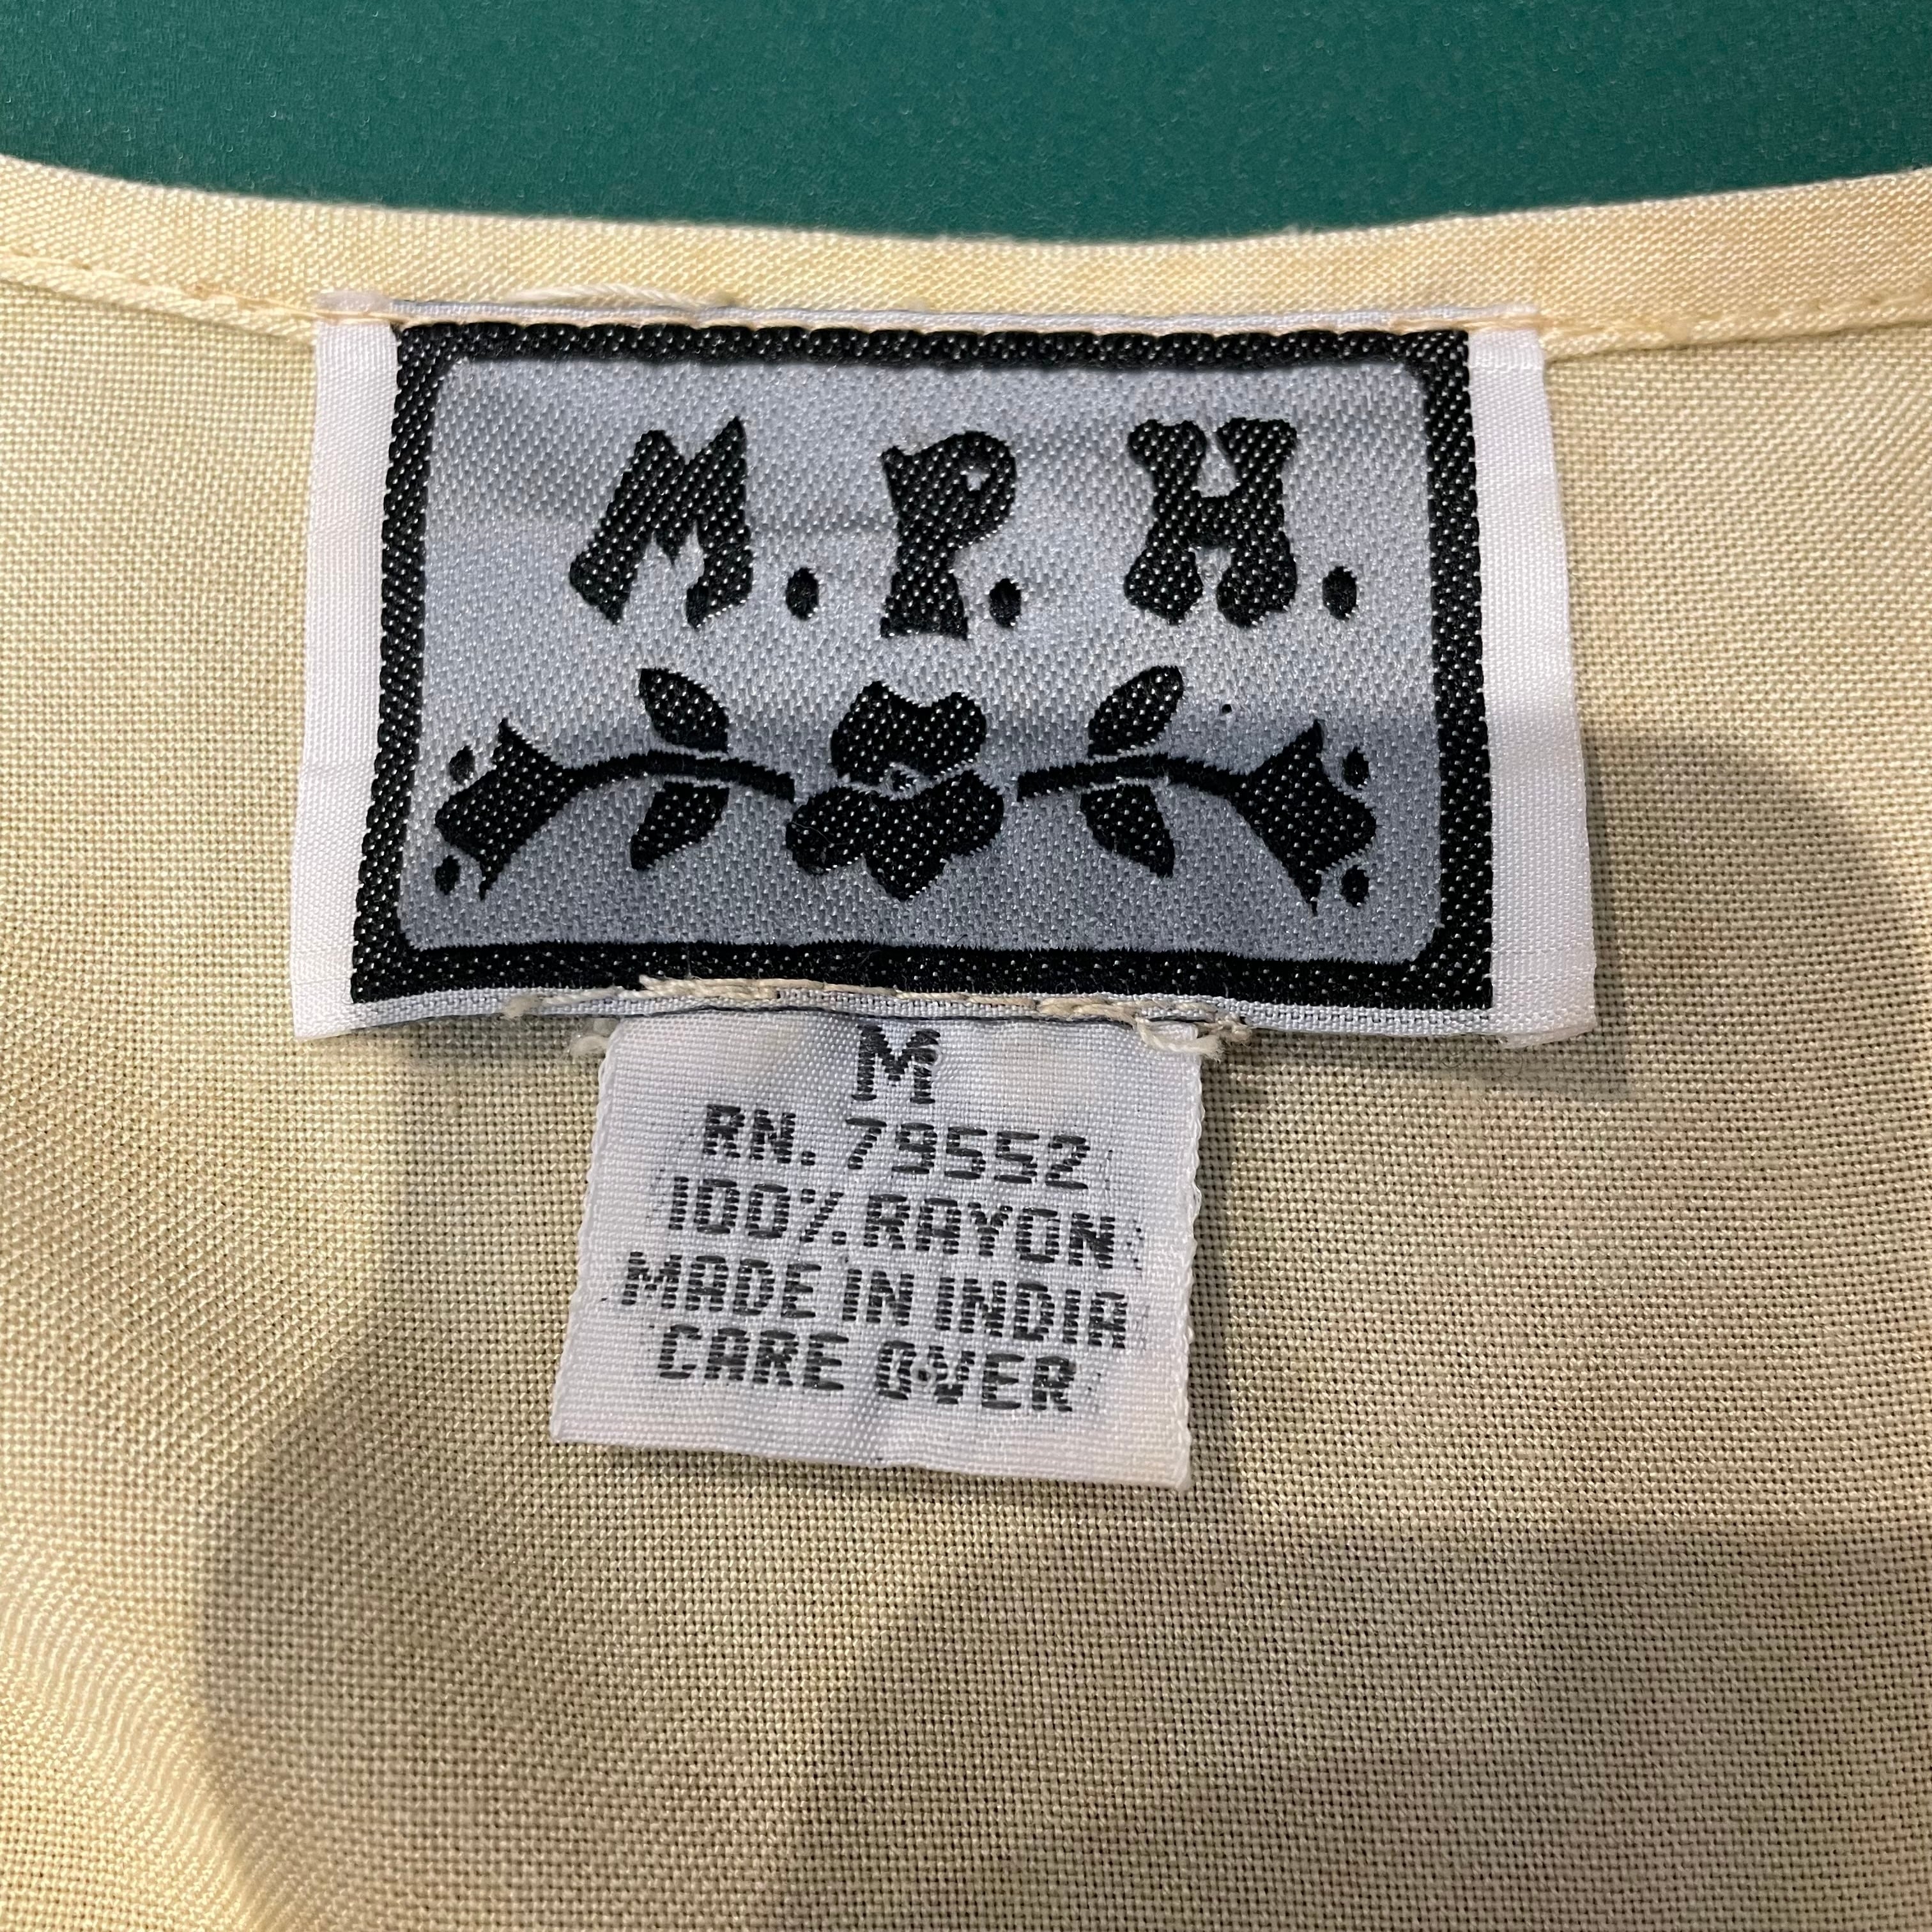 M.P.H.
M
RN. 79552
100% RAYON
MADE IN INDIA
CARE OVER